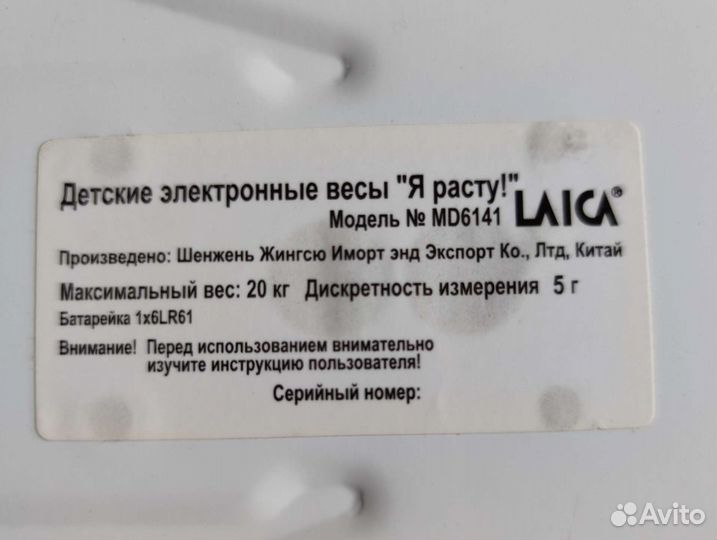 Детские электронные весы "Я расту!"
Модель № MD6141 LAICA®
Произведено: Шенжень Жингсю Иморт энд Экспорт Ко., Лтд, Китай
Максимальный вес: 20 кг Дискретность измерения 5 г
Батарейка 1x6LR61
Внимание! Перед использованием внимательно
изучите инструкцию пользователя!
Серийный номер:
Avito